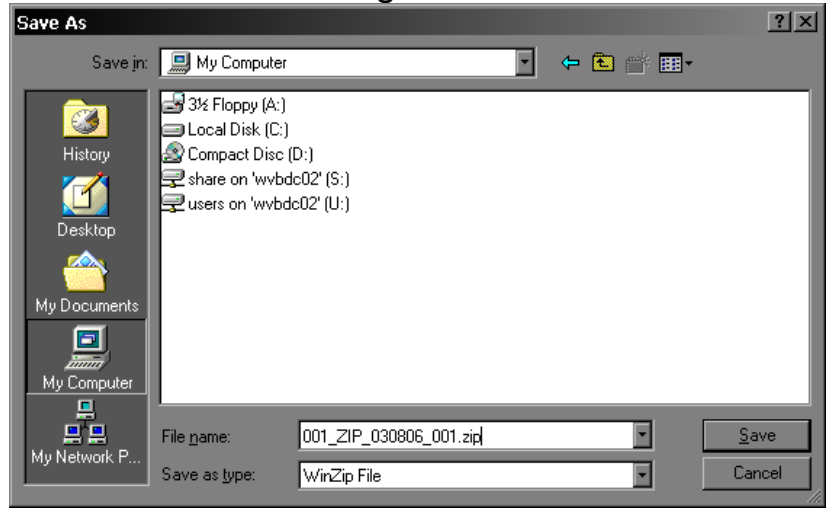 Save As
Save in:
My Computer
3½ Floppy (A:)
Local Disk (C:)
Compact Disc (D:)
share on 'wvbdc02' (S:)
users on 'wvbdc02' (U:)
History
Desktop
My Documents
My Computer
My Network P...
File name:
001_ZIP_030806_001.zip
Save
Save as type:
WinZip File
Cancel